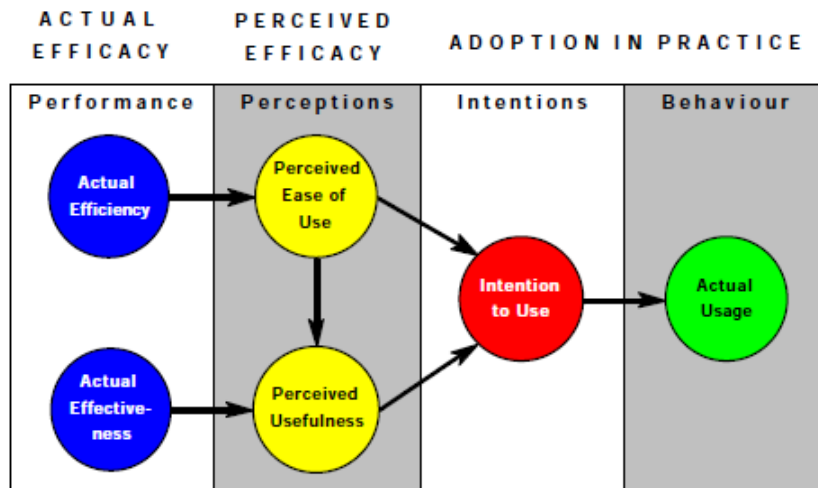 ACTUAL
EFFICACY
PERCEIVED
EFFICACY
ADOPTION IN PRACTICE
Performance
Perceptions
Intentions
Behaviour
Actual
Efficiency
Perceived
Ease of
Use
Intention
to Use
Actual
Usage
Actual
Effective-
ness
Perceived
Usefulness